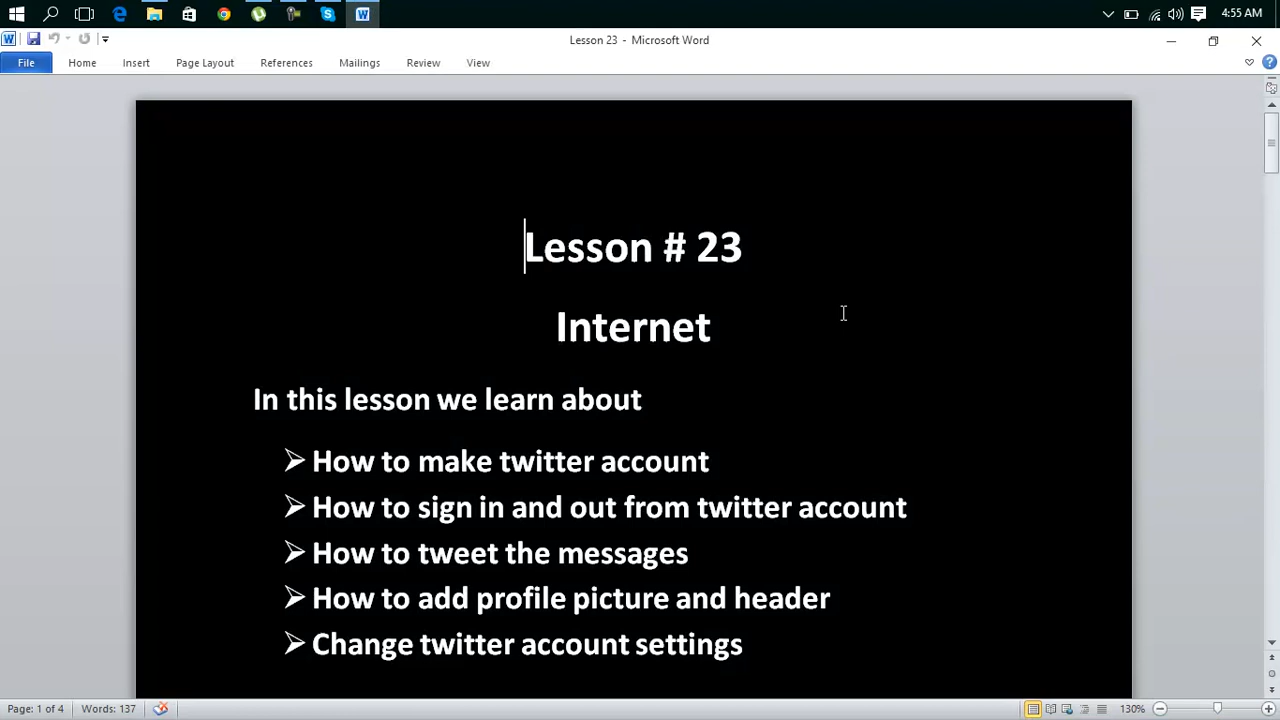 4:55 AM
Lesson 23 - Microsoft Word
File Home Insert Page Layout References Mailings Review View
Lesson # 23
Internet
In this lesson we learn about
➢ How to make twitter account
➢ How to sign in and out from twitter account
➢ How to tweet the messages
➢ How to add profile picture and header
➢ Change twitter account settings
Page: 1 of 4 Words: 137 130%